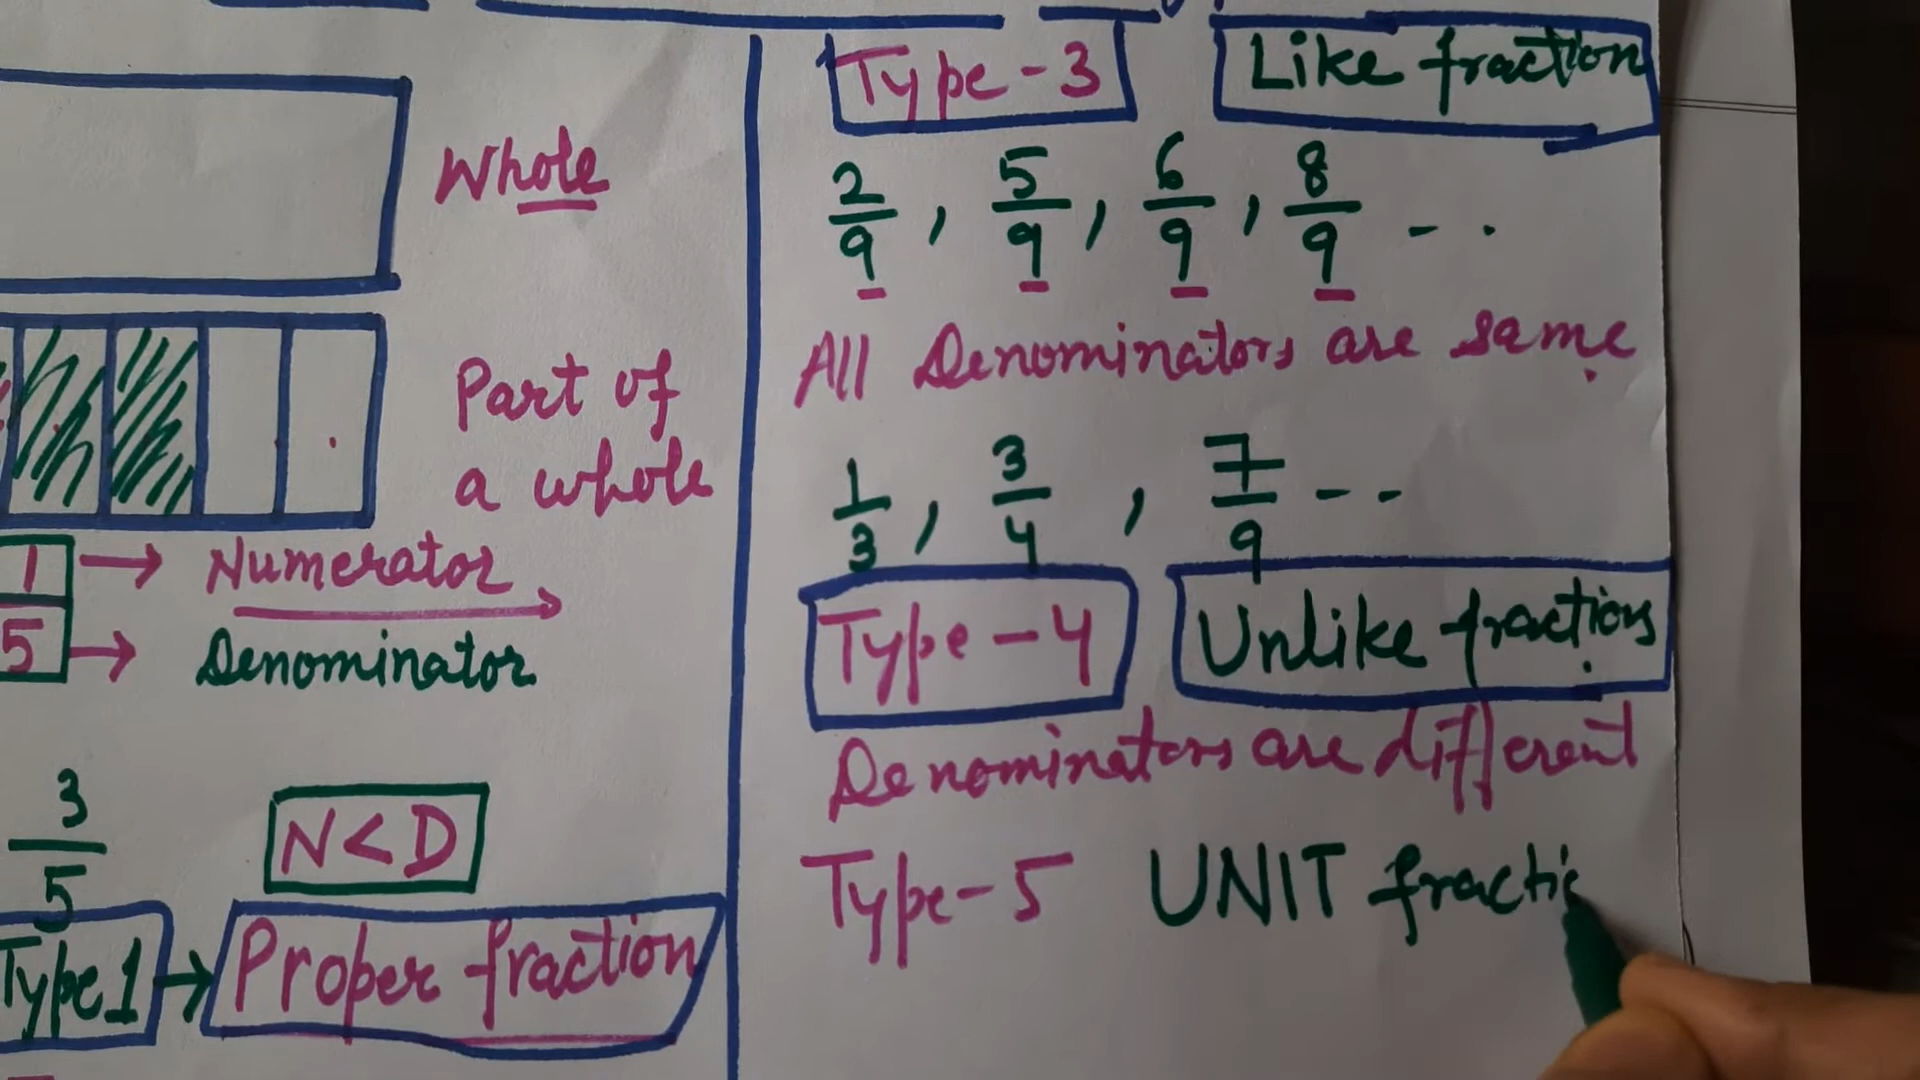 Whole
Part of
a whole
1 → Numerator
5 → Denominator
3
5
N<D
Type 1 → Proper fraction
Type-3 Like fraction
2/9, 5/9, 6/9, 8/9 - .
All Denominators are same
1/3, 3/4, 7/9 - -
Type-4 Unlike fractions
Denominators are different
Type-5 UNIT fracti